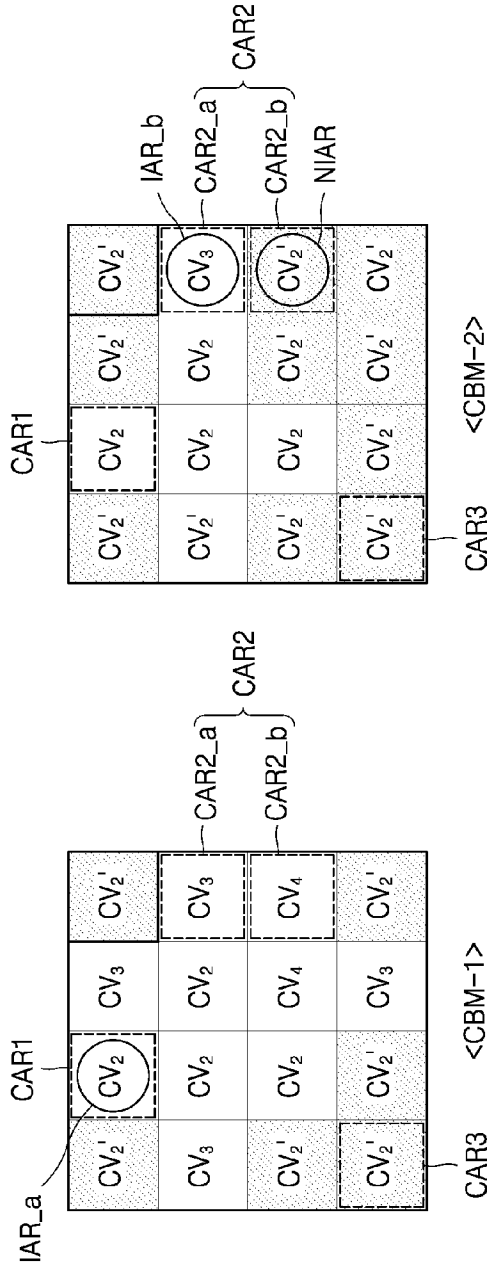 IAR_a
CAR1
CV₂' CV₂ CV₃ CV₂'
CV₃ CV₂ CV₂ CV₃
CV₂' CV₂ CV₄ CV₄
CV₂' CV₂' CV₃ CV₂'
CAR2_a
CAR2_b
CAR2
CAR3
<CBM-1>
CAR1
CV₂' CV₂ CV₂' CV₂'
CV₂' CV₂ CV₂ CV₃
CV₂' CV₂ CV₂' CV₂'
CV₂' CV₂' CV₂' CV₂'
IAR_b
CAR2_a
CAR2_b
NIAR
CAR2
CAR3
<CBM-2>